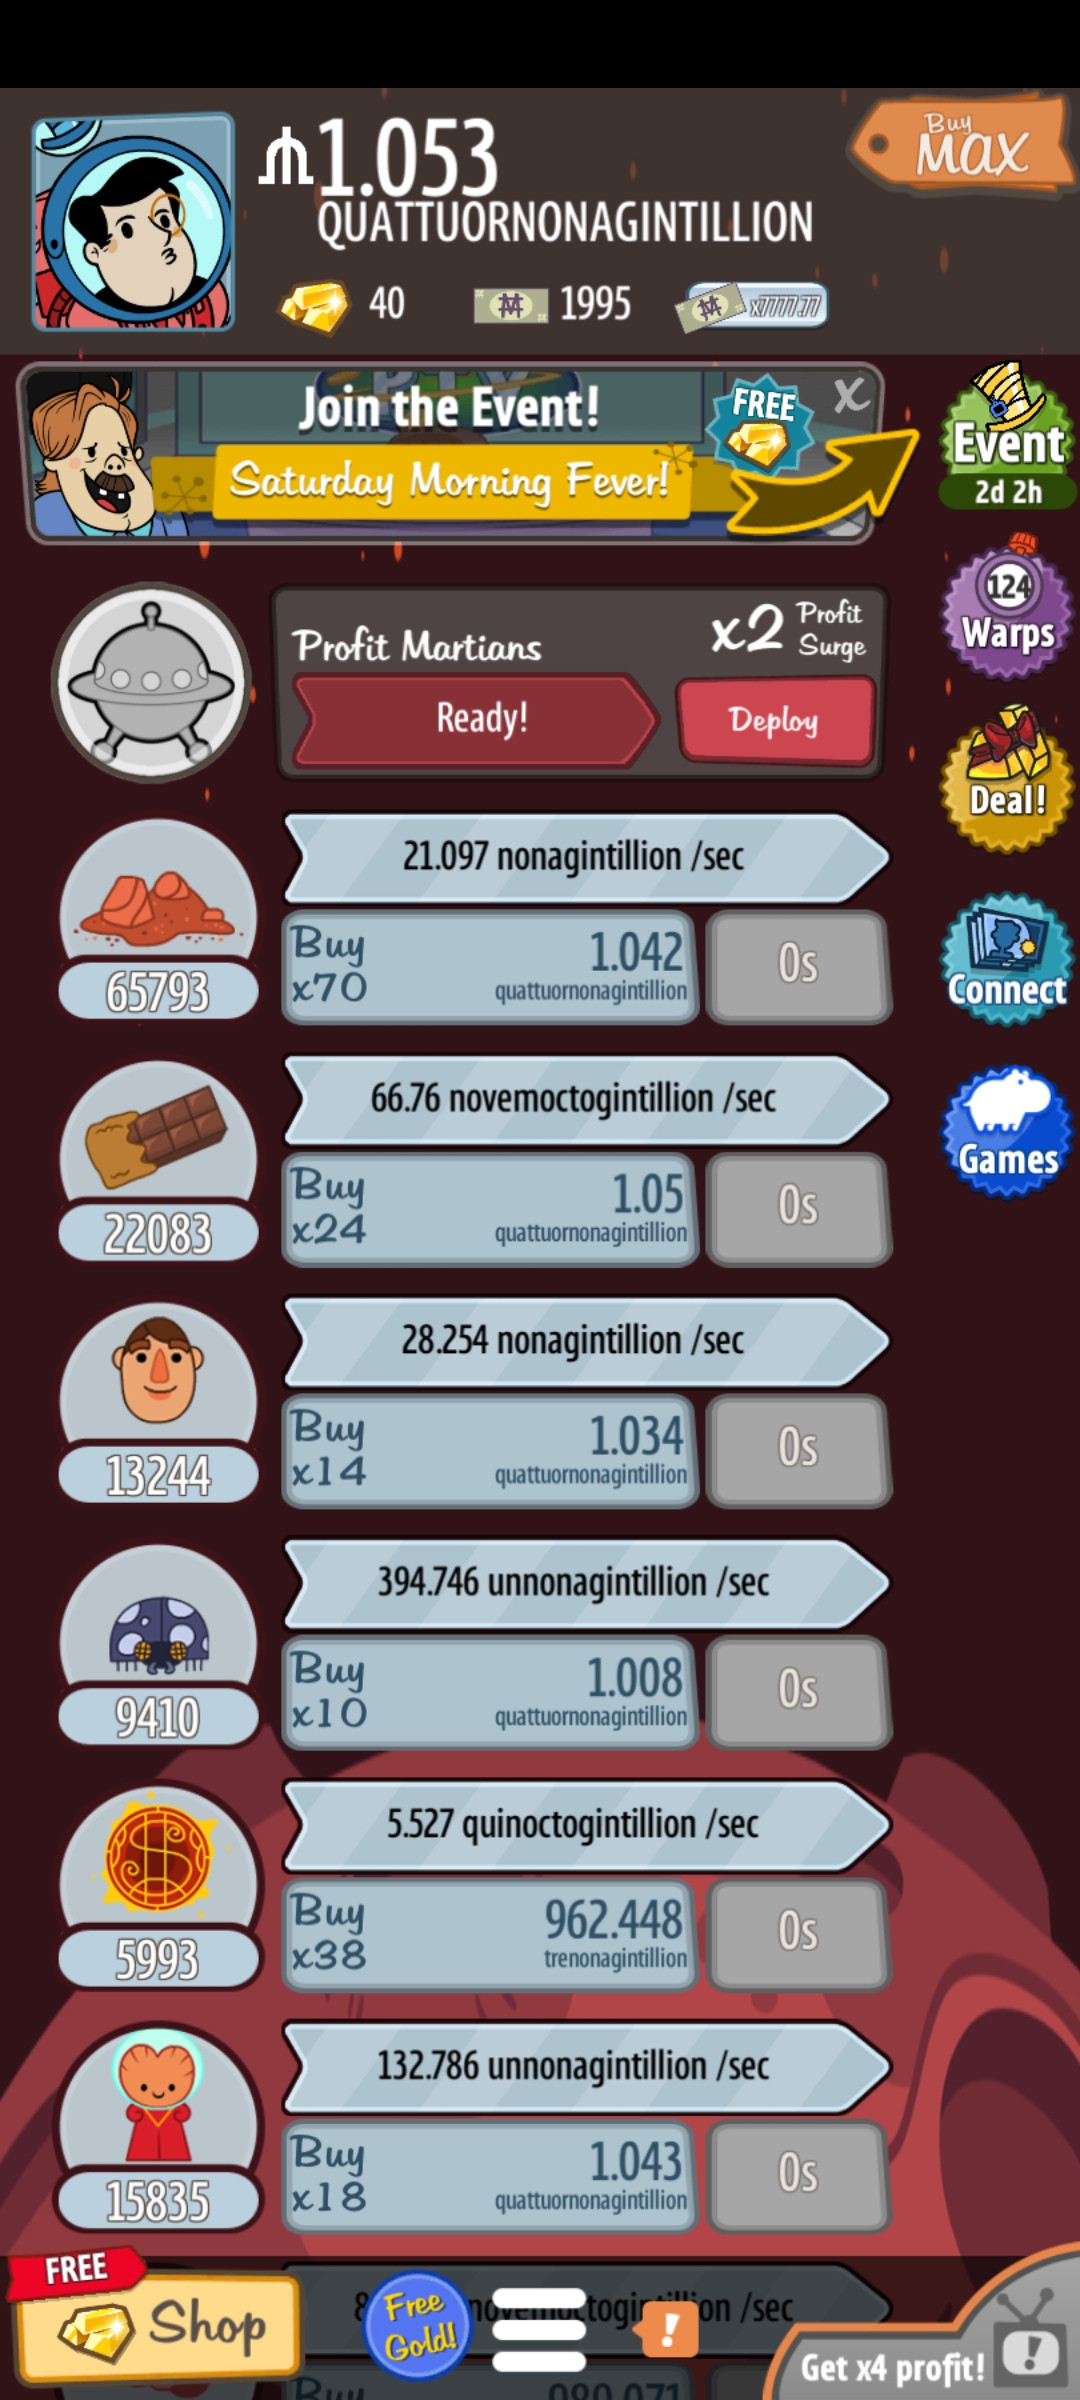 1.053
QUATTUORNONAGINTILLION
Buy
MAX
40
1995
x7777.77
Join the Event!
FREE
X
Saturday Morning Fever!
Event
2d 2h
124
Warps
Profit Martians
x2 Profit Surge
Ready!
Deploy
Deal!
21.097 nonagintillion /sec
Buy
x70
1.042
quattuornonagintillion
0s
65793
Connect
66.76 novemoctogintillion /sec
Buy
x24
1.05
quattuornonagintillion
0s
22083
Games
28.254 nonagintillion /sec
Buy
x14
1.034
quattuornonagintillion
0s
13244
394.746 unnonagintillion /sec
Buy
x10
1.008
quattuornonagintillion
0s
9410
5.527 quinoctogintillion /sec
Buy
x38
962.448
trenonagintillion
0s
5993
132.786 unnonagintillion /sec
Buy
x18
1.043
quattuornonagintillion
0s
15835
FREE
Shop
Free
Gold!
/sec
!
Get x4 profit!
!
Buy